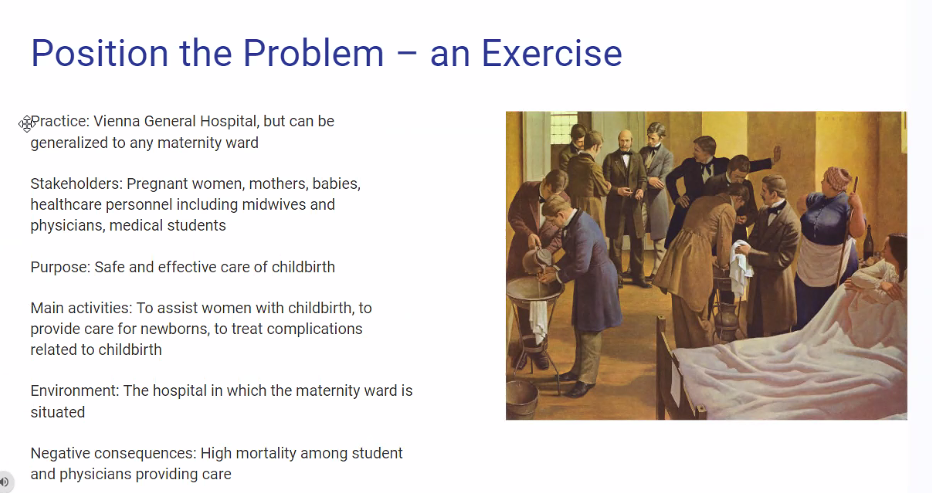 Position the Problem – an Exercise
Practice: Vienna General Hospital, but can be
generalized to any maternity ward
Stakeholders: Pregnant women, mothers, babies,
healthcare personnel including midwives and
physicians, medical students
Purpose: Safe and effective care of childbirth
Main activities: To assist women with childbirth, to
provide care for newborns, to treat complications
related to childbirth
Environment: The hospital in which the maternity ward is
situated
Negative consequences: High mortality among student
and physicians providing care